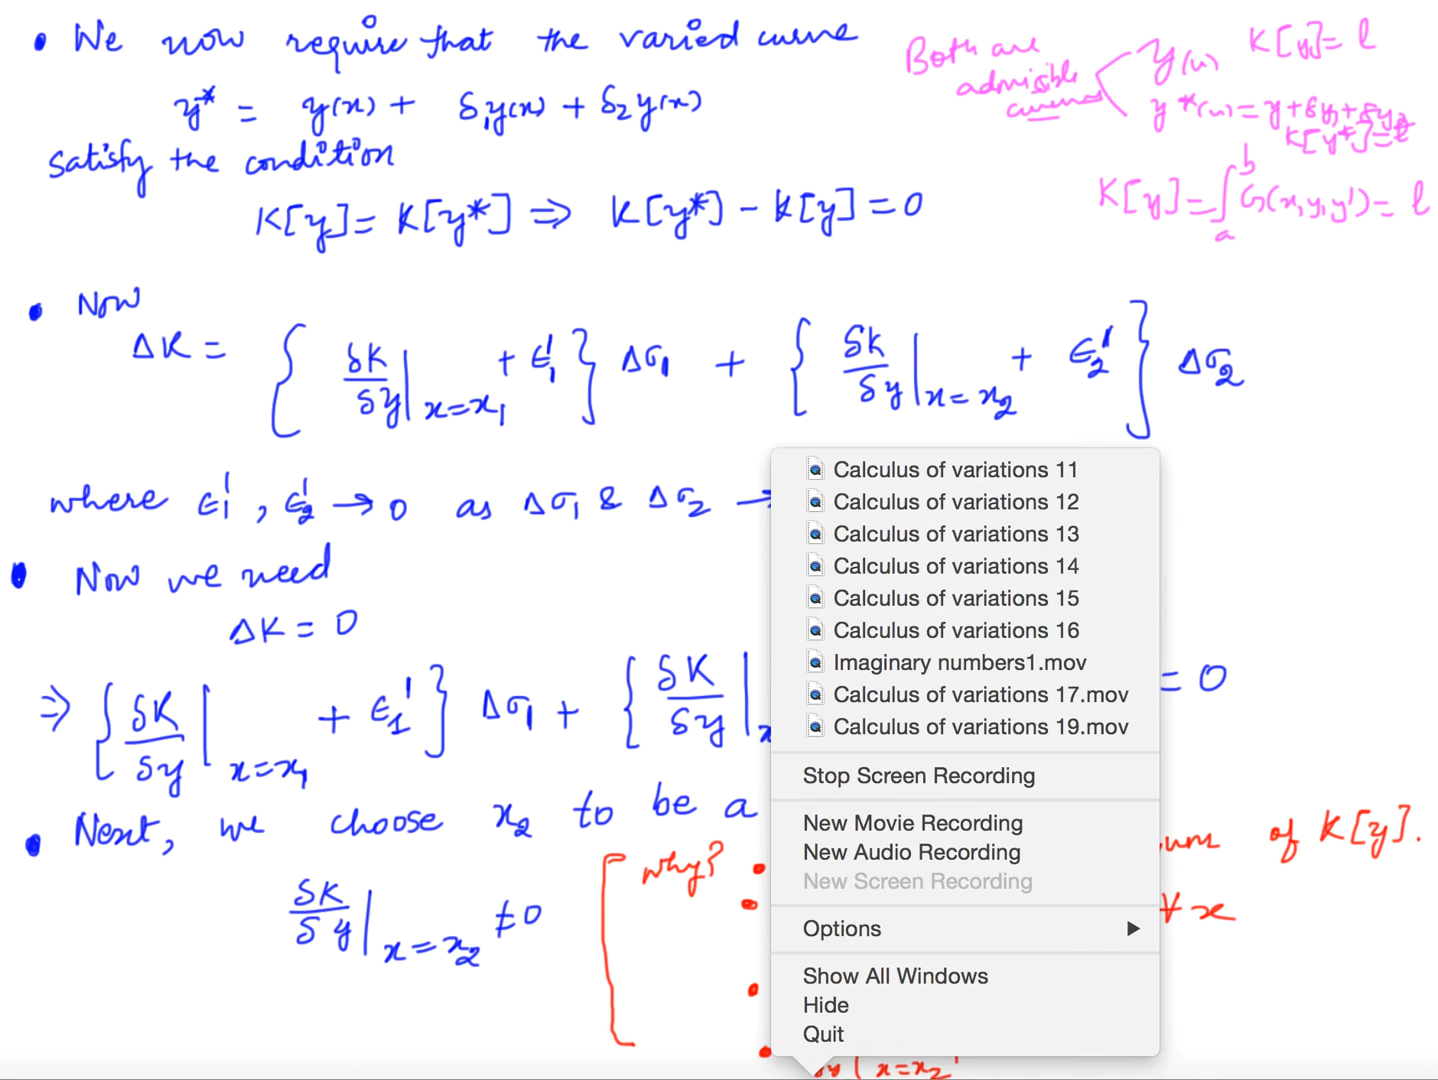 • We now require that the varied curve
y* = y(x) + δ₁y(x) + δ₂y(x)
satisfy the condition
K[y] = K[y*] ⇒ K[y*] - K[y] = 0
Both are admissible curves
y(x) K[y] = l
y*(x) = y + δy₁ + δy₂
K[y*] = l
K[y] = ∫ₐᵇ G(x,y,y') = l
• Now
ΔK = { δK/δy |ₓ₌ₓ₁ + ε₁' } Δσ₁ + { δK/δy |ₓ₌ₓ₂ + ε₂' } Δσ₂
where ε₁', ε₂' → 0 as Δσ₁ & Δσ₂ →
• Now we need
ΔK = 0
⇒ { δK/δy |ₓ₌ₓ₁ + ε₁' } Δσ₁ + { δK/δy | = 0
• Next, we choose x₂ to be a
of K[y].
δK/δy |ₓ₌ₓ₂ ≠ 0
why?
∀ x
x=x₂
Calculus of variations 11
Calculus of variations 12
Calculus of variations 13
Calculus of variations 14
Calculus of variations 15
Calculus of variations 16
Imaginary numbers1.mov
Calculus of variations 17.mov
Calculus of variations 19.mov
Stop Screen Recording
New Movie Recording
New Audio Recording
New Screen Recording
Options
Show All Windows
Hide
Quit